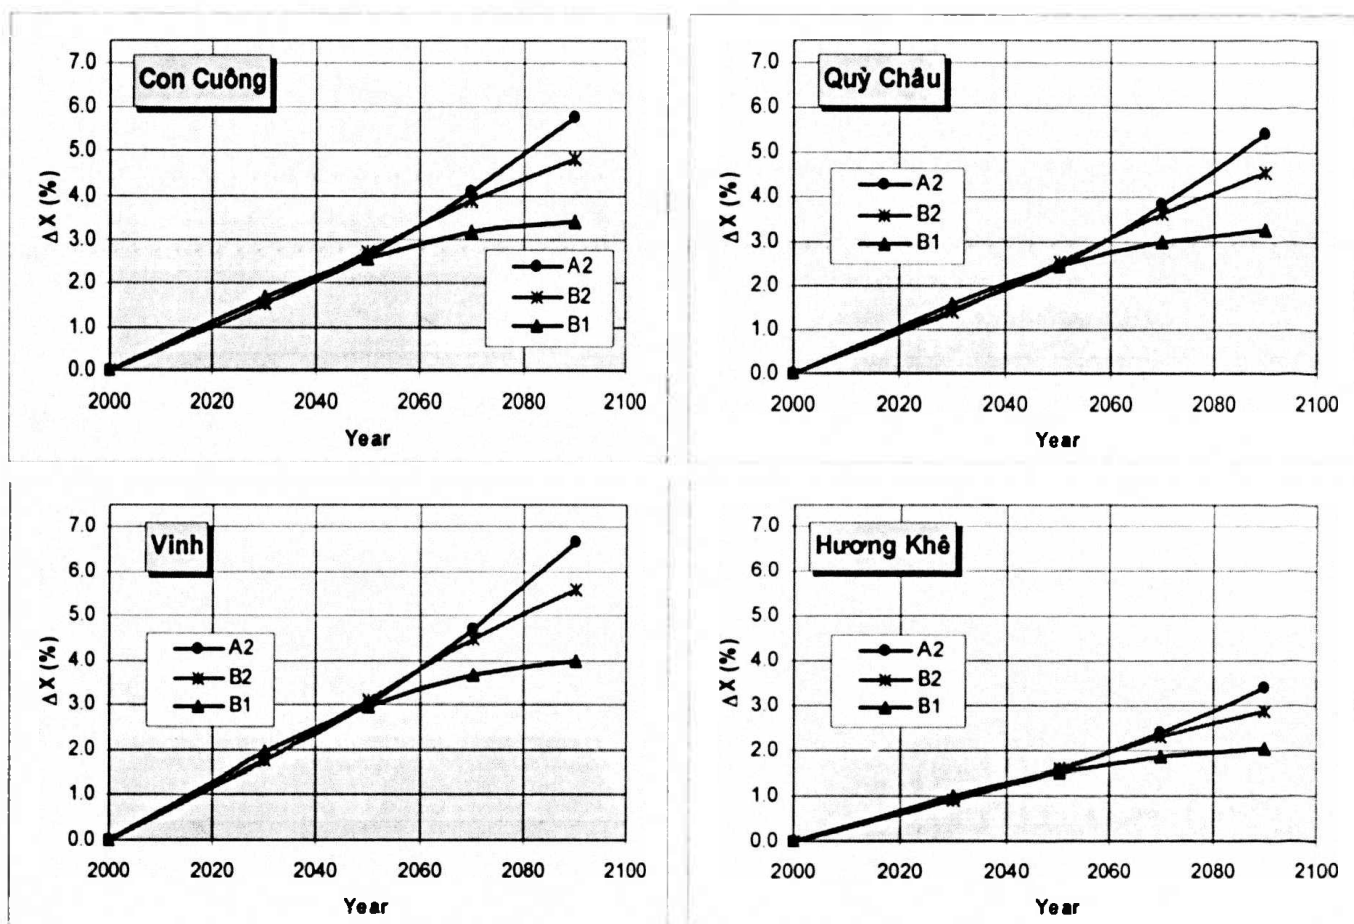 Con Cuông
ΔX (%)
7.0
6.0
5.0
4.0
3.0
2.0
1.0
0.0
A2
B2
B1
2000 2020 2040 2060 2080 2100
Year
Quỳ Châu
ΔX (%)
7.0
6.0
5.0
4.0
3.0
2.0
1.0
0.0
A2
B2
B1
2000 2020 2040 2060 2080 2100
Year
Vinh
ΔX (%)
7.0
6.0
5.0
4.0
3.0
2.0
1.0
0.0
A2
B2
B1
2000 2020 2040 2060 2080 2100
Year
Hương Khê
ΔX (%)
7.0
6.0
5.0
4.0
3.0
2.0
1.0
0.0
A2
B2
B1
2000 2020 2040 2060 2080 2100
Year